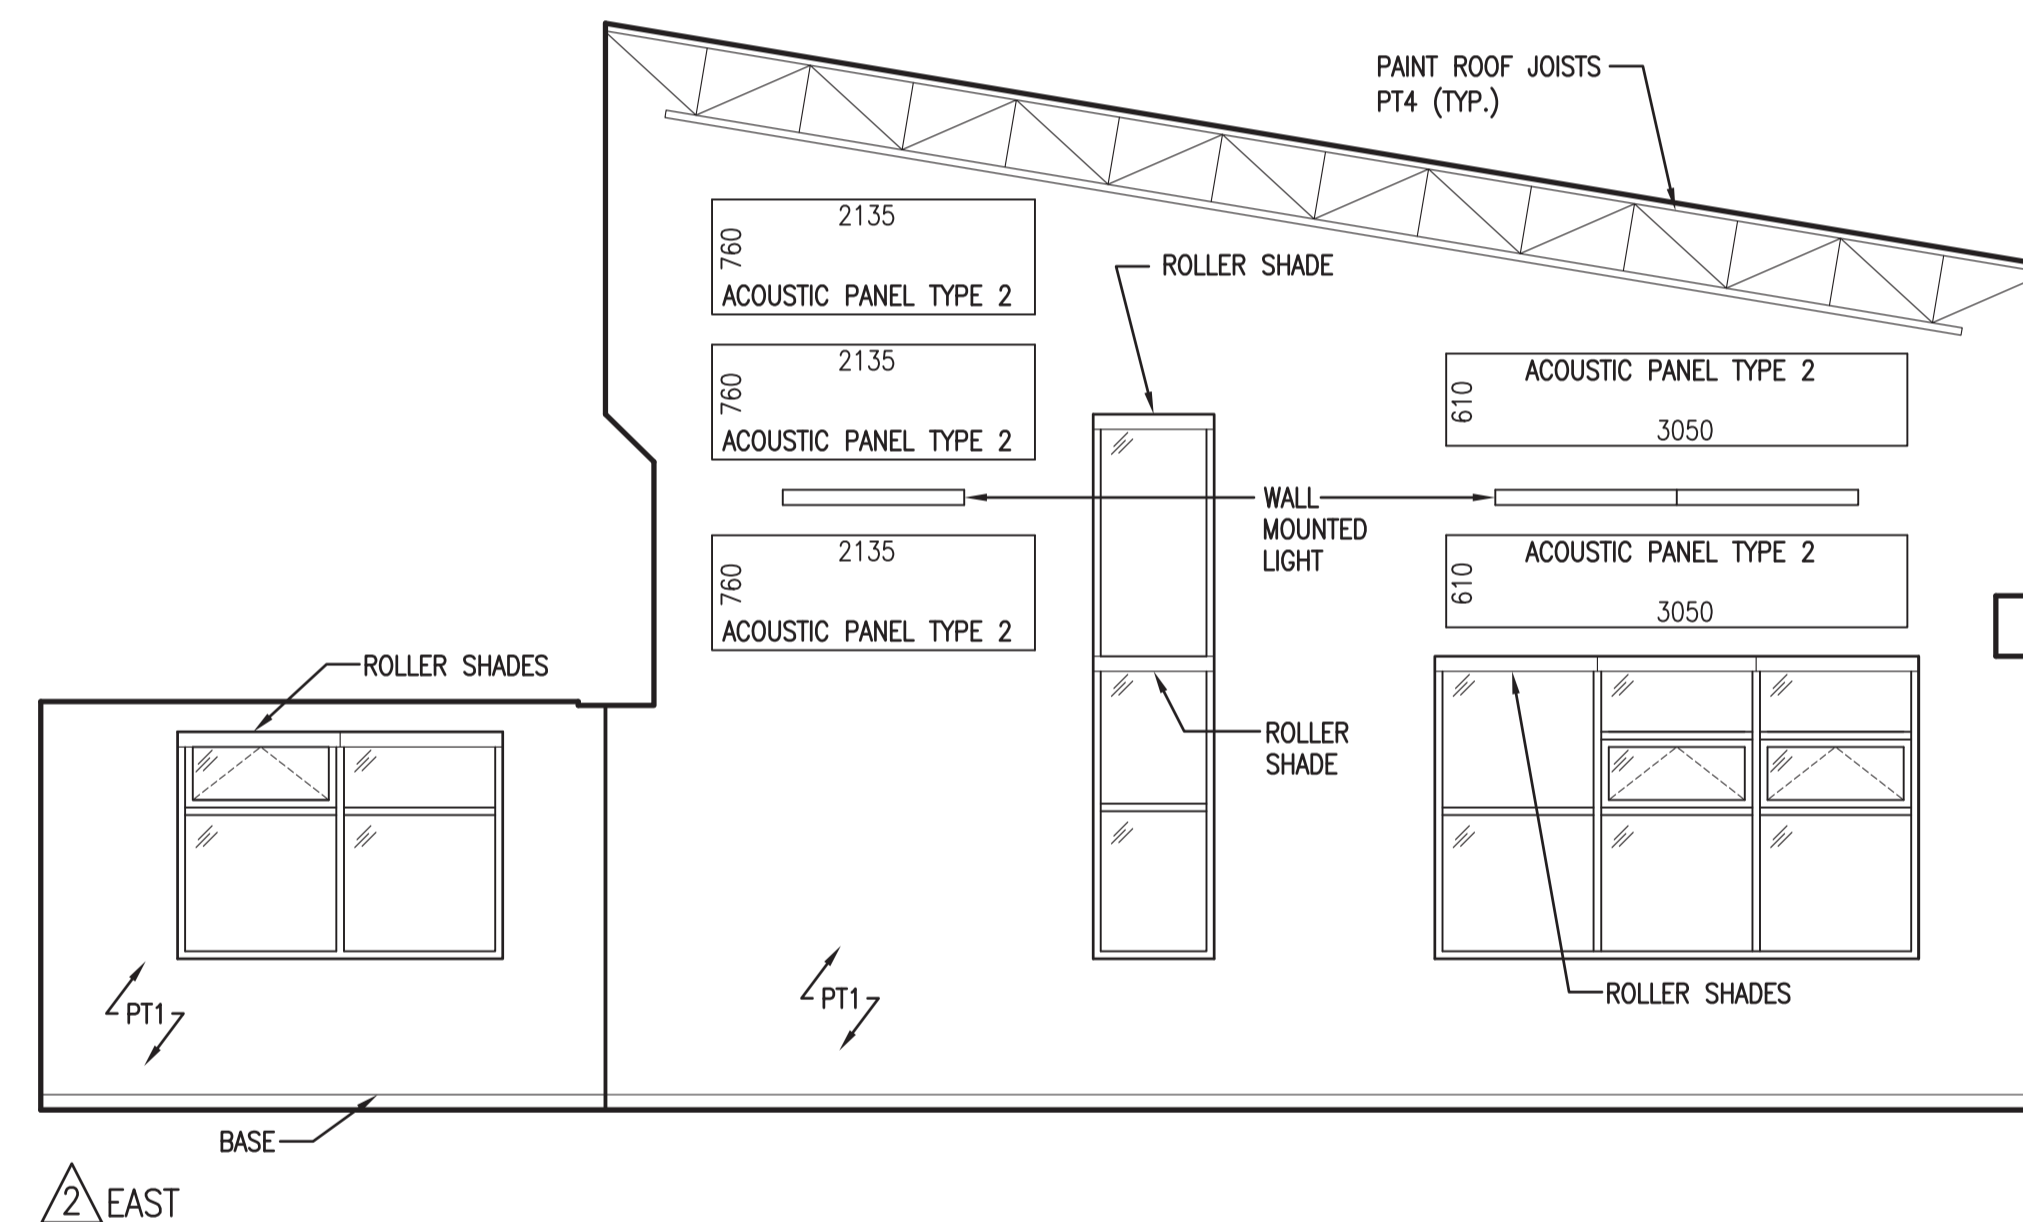 PAINT ROOF JOISTS
PT4 (TYP.)
2135
760
ACOUSTIC PANEL TYPE 2
ROLLER SHADE
2135
760
ACOUSTIC PANEL TYPE 2
ACOUSTIC PANEL TYPE 2
610
3050
WALL
MOUNTED
LIGHT
2135
760
ACOUSTIC PANEL TYPE 2
ACOUSTIC PANEL TYPE 2
610
3050
ROLLER SHADES
ROLLER
SHADE
ROLLER SHADES
PT1
PT1
BASE
2 EAST